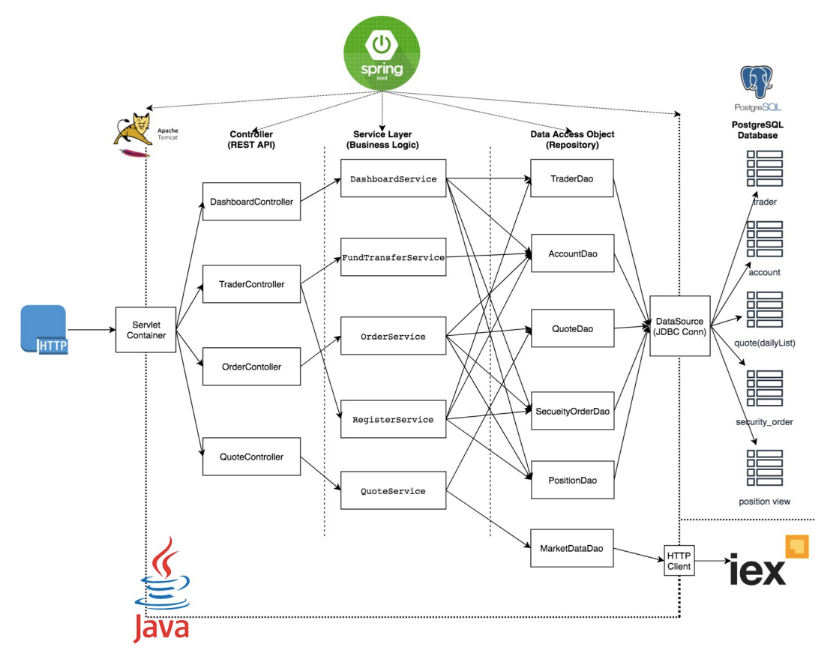 spring
boot
PostgreSQL
Apache
Tomcat
Controller
(REST API)
Service Layer
(Business Logic)
Data Access Object
(Repository)
PostgreSQL
Database
DashboardController
TraderController
OrderContoller
QuoteController
DashboardService
FundTransferService
OrderService
RegisterService
QuoteService
TraderDao
AccountDao
QuoteDao
SecueityOrderDao
PositionDao
MarketDataDao
HTTP
Servlet
Container
DataSource
(JDBC Conn)
trader
account
quote(dailyList)
security_order
position view
HTTP
Client
iex
Java